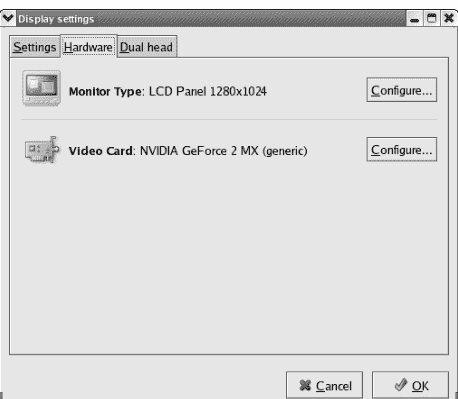 Display settings
Settings Hardware Dual head
Monitor Type: LCD Panel 1280x1024 Configure...
Video Card: NVIDIA GeForce 2 MX (generic) Configure...
Cancel OK